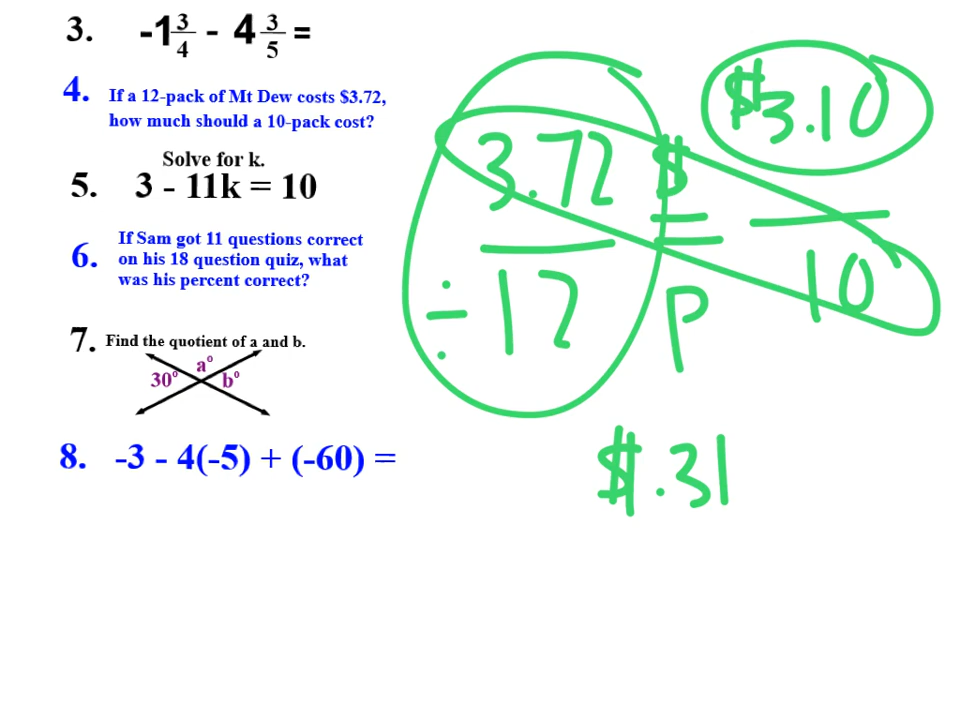 3. -1 3/4 - 4 3/5 =
4. If a 12-pack of Mt Dew costs $3.72,
how much should a 10-pack cost?
Solve for k.
5. 3 - 11k = 10
6. If Sam got 11 questions correct
on his 18 question quiz, what
was his percent correct?
7. Find the quotient of a and b.
30° a° b°
8. -3 - 4(-5) + (-60) =
$3.10
3.72 $
=
÷ 12 p 10
$.31